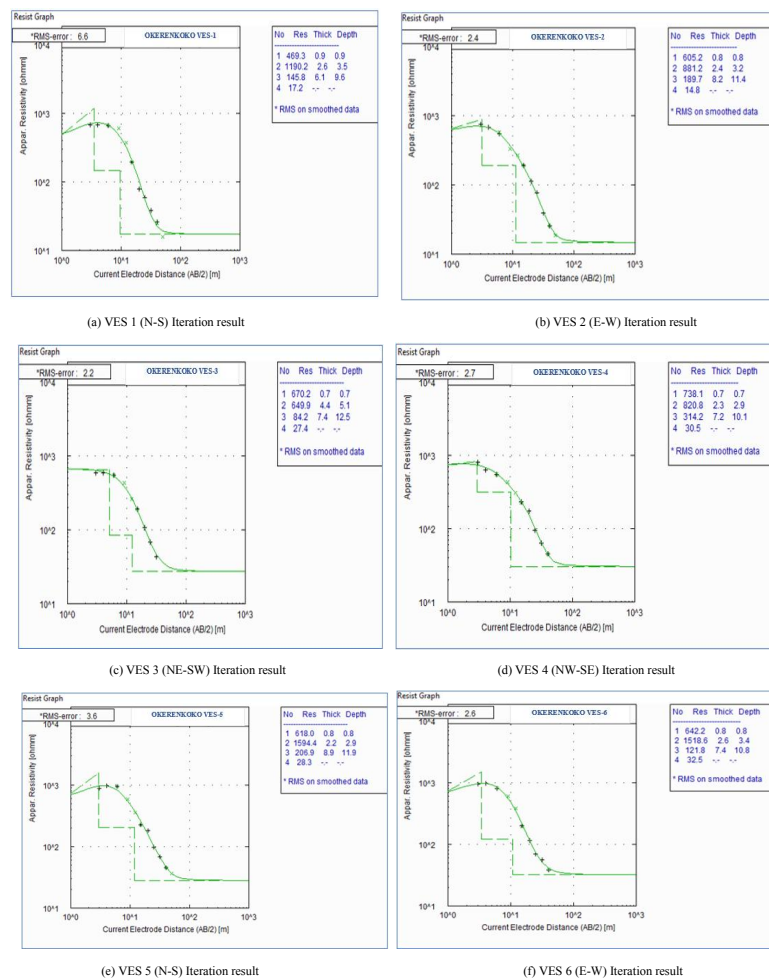 Resist Graph
*RMS-error : 6.6
OKERENKOKO VES-1
No Res Thick Depth
1 469.3 0.9 0.9
2 1190.2 2.6 3.5
3 145.8 6.1 9.6
4 17.2 -.- -.-
* RMS on smoothed data
Appar. Resistivity [ohmm]
10^4
10^3
10^2
10^1
10^0 10^1 10^2 10^3
Current Electrode Distance (AB/2) [m]
(a) VES 1 (N-S) Iteration result
Resist Graph
*RMS-error : 2.4
OKERENKOKO VES-2
No Res Thick Depth
1 605.2 0.8 0.8
2 881.2 2.4 3.2
3 189.7 8.2 11.4
4 14.8 -.- -.-
* RMS on smoothed data
Appar. Resistivity [ohmm]
10^4
10^3
10^2
10^1
10^0 10^1 10^2 10^3
Current Electrode Distance (AB/2) [m]
(b) VES 2 (E-W) Iteration result
Resist Graph
*RMS-error : 2.2
OKERENKOKO VES-3
No Res Thick Depth
1 670.2 0.7 0.7
2 649.9 4.4 5.1
3 84.2 7.4 12.5
4 27.4 -.- -.-
* RMS on smoothed data
Appar. Resistivity [ohmm]
10^4
10^3
10^2
10^1
10^0 10^1 10^2 10^3
Current Electrode Distance (AB/2) [m]
(c) VES 3 (NE-SW) Iteration result
Resist Graph
*RMS-error : 2.7
OKERENKOKO VES-4
No Res Thick Depth
1 738.1 0.7 0.7
2 820.8 2.3 2.9
3 314.2 7.2 10.1
4 30.5 -.- -.-
* RMS on smoothed data
Appar. Resistivity [ohmm]
10^4
10^3
10^2
10^1
10^0 10^1 10^2 10^3
Current Electrode Distance (AB/2) [m]
(d) VES 4 (NW-SE) Iteration result
Resist Graph
*RMS-error : 3.6
OKERENKOKO VES-5
No Res Thick Depth
1 618.0 0.8 0.8
2 1594.4 2.2 2.9
3 206.9 8.9 11.9
4 28.3 -.- -.-
* RMS on smoothed data
Appar. Resistivity [ohmm]
10^4
10^3
10^2
10^1
10^0 10^1 10^2 10^3
Current Electrode Distance (AB/2) [m]
(e) VES 5 (N-S) Iteration result
Resist Graph
*RMS-error : 2.6
OKERENKOKO VES-6
No Res Thick Depth
1 642.2 0.8 0.8
2 1518.6 2.6 3.4
3 121.8 7.4 10.8
4 32.5 -.- -.-
* RMS on smoothed data
Appar. Resistivity [ohmm]
10^4
10^3
10^2
10^1
10^0 10^1 10^2 10^3
Current Electrode Distance (AB/2) [m]
(f) VES 6 (E-W) Iteration result